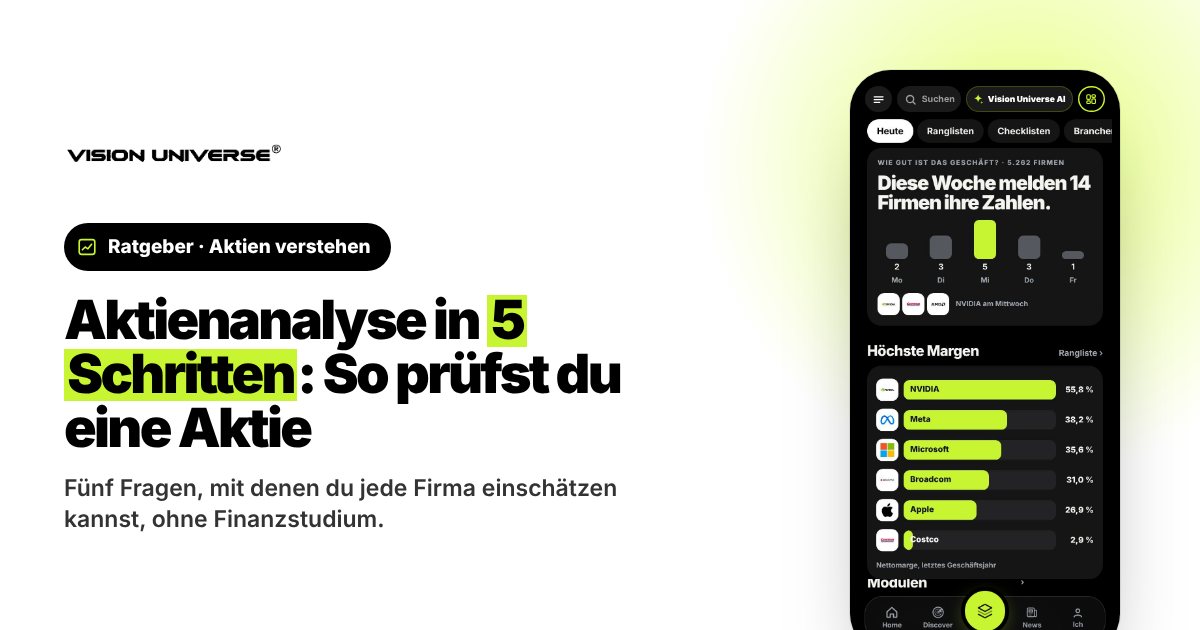 VISION UNIVERSE®
Ratgeber · Aktien verstehen
Aktienanalyse in 5
Schritten: So prüfst du
eine Aktie
Fünf Fragen, mit denen du jede Firma einschätzen
kannst, ohne Finanzstudium.
Suchen
Vision Universe AI
Heute
Ranglisten
Checklisten
Branchen
WIE GUT IST DAS GESCHÄFT? · 5.262 FIRMEN
Diese Woche melden 14
Firmen ihre Zahlen.
2 3 5 3 1
Mo Di Mi Do Fr
NVIDIA am Mittwoch
Höchste Margen
Rangliste ›
NVIDIA 55,8 %
Meta 38,2 %
Microsoft 35,6 %
Broadcom 31,0 %
Apple 26,9 %
Costco 2,9 %
Nettomarge, letztes Geschäftsjahr
Modulen ›
Home
Discover
News
Ich